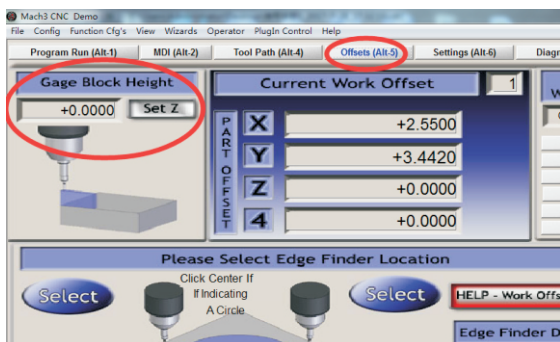 Mach3 CNC Demo
File Config Function Cfg's View Wizards Operator PlugIn Control Help
Program Run (Alt-1) MDI (Alt-2) Tool Path (Alt-4) Offsets (Alt-5) Settings (Alt-6)
Gage Block Height
+0.0000 Set Z
Current Work Offset 1
PART OFFSET
X +2.5500
Y +3.4420
Z +0.0000
4 +0.0000
Please Select Edge Finder Location
Select
Click Center If
If Indicating
A Circle
Select
HELP - Work
Edge Finder